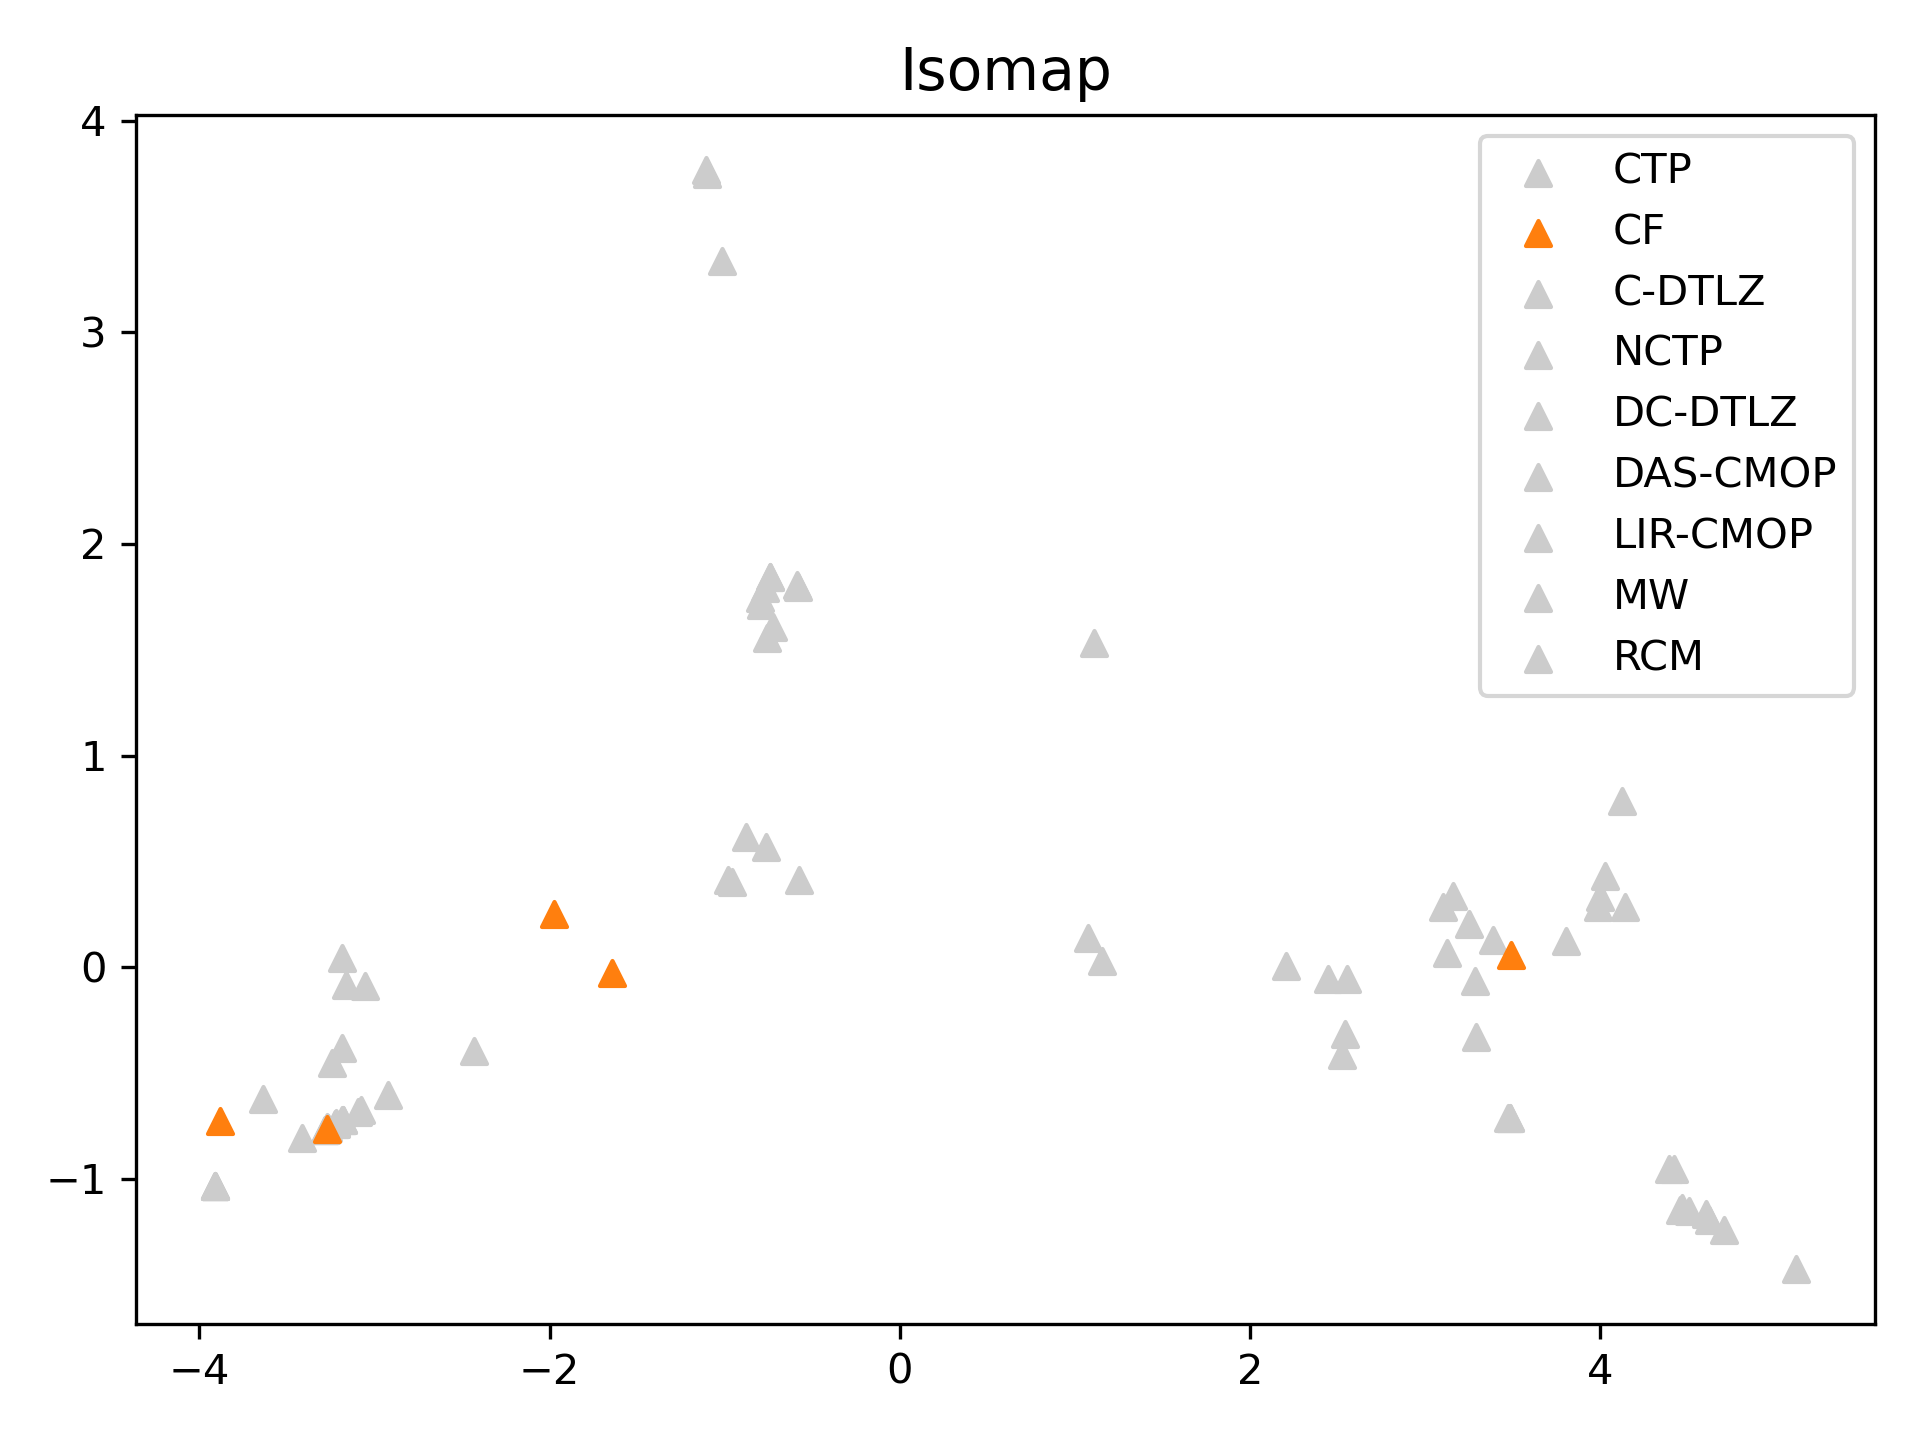 Isomap
4
3
2
1
0
−1
−4
−2
0
2
4
CTP
CF
C-DTLZ
NCTP
DC-DTLZ
DAS-CMOP
LIR-CMOP
MW
RCM